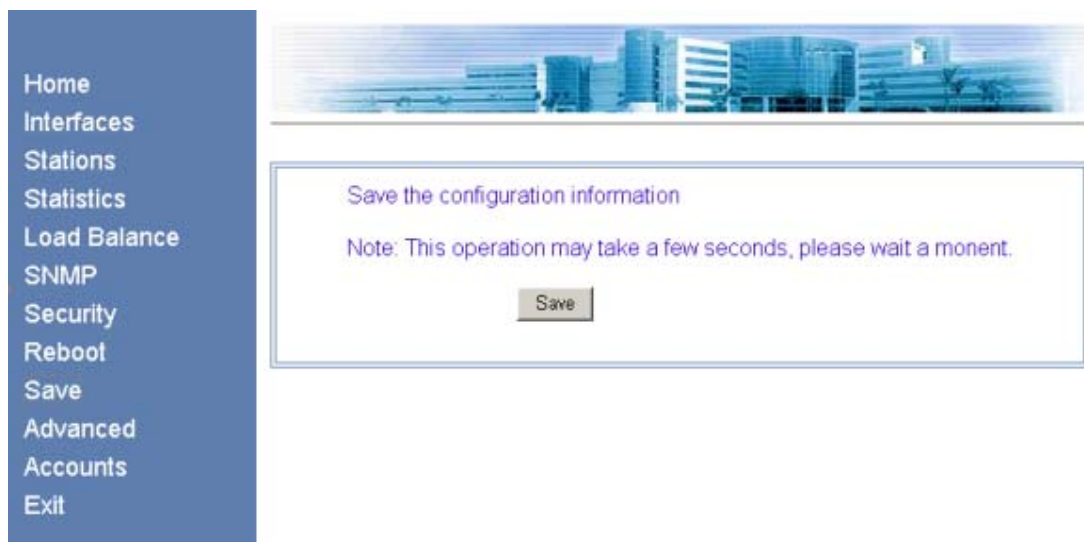 Home
Interfaces
Stations
Statistics
Load Balance
SNMP
Security
Reboot
Save
Advanced
Accounts
Exit
Save the configuration information
Note: This operation may take a few seconds, please wait a monent.
Save